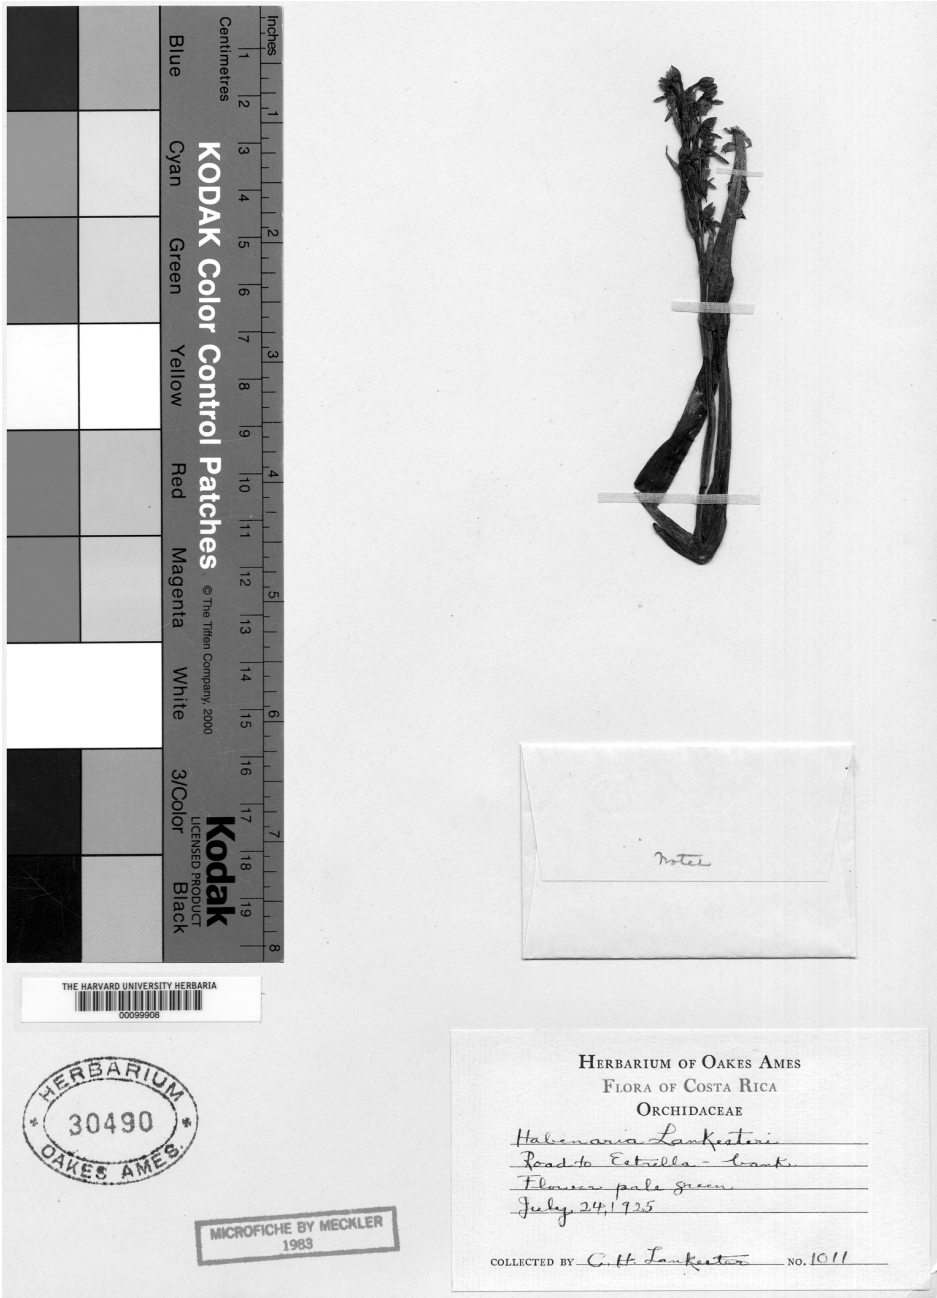 Inches
Centimetres
1 2 3 4 5 6 7 8 9 10 11 12 13 14 15 16 17 18 19
1 2 3 4 5 6 7 8
KODAK Color Control Patches
© The Tiffen Company, 2000
Kodak
LICENSED PRODUCT
Blue
Cyan
Green
Yellow
Red
Magenta
White
3/Color
Black
Notes
THE HARVARD UNIVERSITY HERBARIA
00099908
HERBARIUM
30490
OAKES AMES.
MICROFICHE BY MECKLER
1983
HERBARIUM OF OAKES AMES
FLORA OF COSTA RICA
ORCHIDACEAE
Habenaria Lankesteri
Road to Estrella - bank.
Flower pale green
July 24, 1925
COLLECTED BY C. H. Lankester NO. 1011